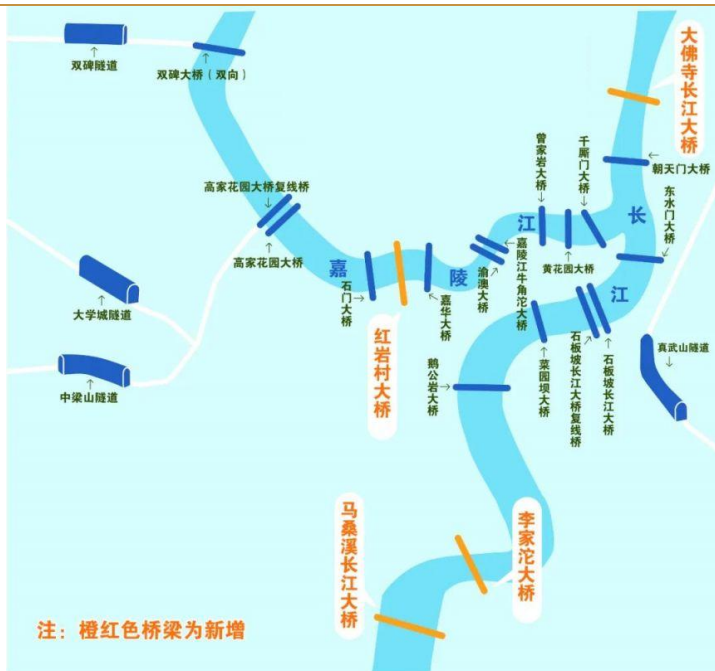 双碑隧道
双碑大桥（双向）
大佛寺长江大桥
曾家岩大桥
千厮门大桥
朝天门大桥
东水门大桥
高家花园大桥复线桥
高家花园大桥
嘉
陵
江
长
江
石门大桥
红岩村大桥
嘉华大桥
渝澳大桥
嘉陵江牛角沱大桥
黄花园大桥
大学城隧道
中梁山隧道
鹅公岩大桥
菜园坝大桥
石板坡长江大桥复线桥
石板坡长江大桥
真武山隧道
马桑溪长江大桥
李家沱大桥
注：橙红色桥梁为新增